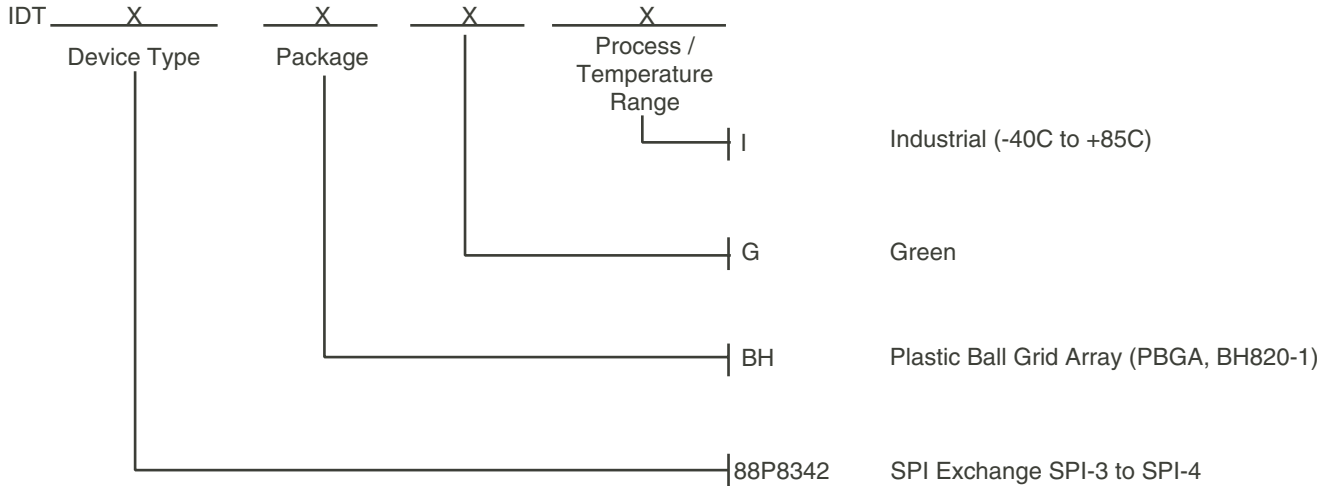 IDT X X X X
Device Type
Package
Process /
Temperature
Range
I Industrial (-40C to +85C)
G Green
BH Plastic Ball Grid Array (PBGA, BH820-1)
88P8342 SPI Exchange SPI-3 to SPI-4